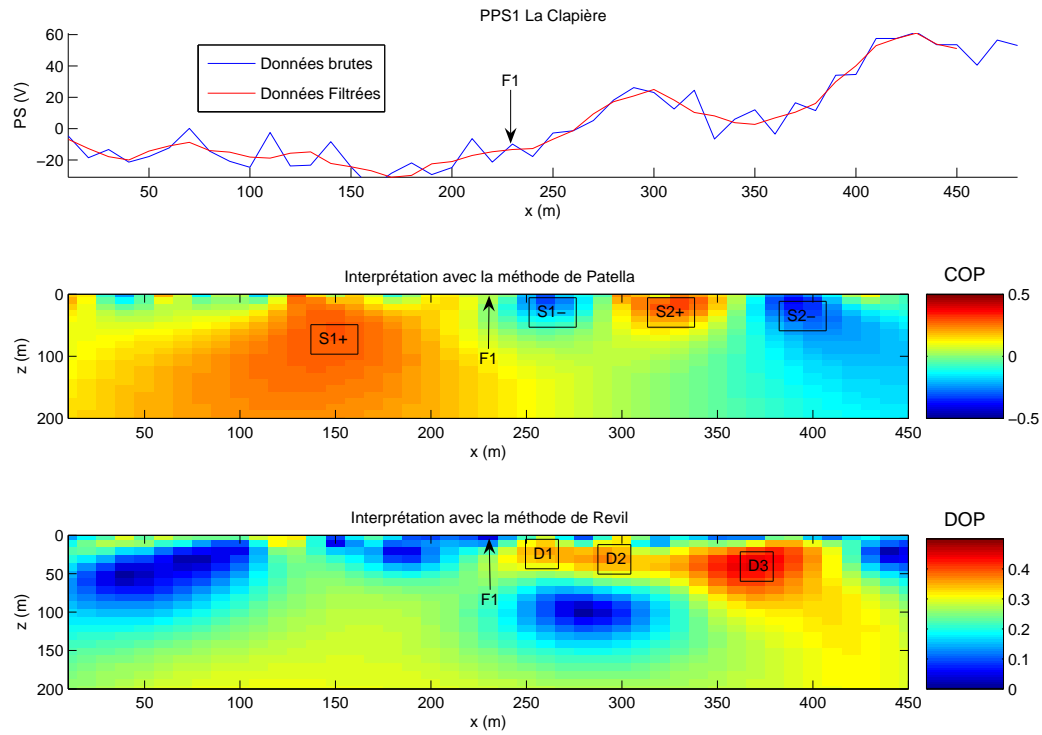 PPS1 La Clapière
60
40
20
0
−20
PS (V)
Données brutes
Données Filtrées
F1
50 100 150 200 250 300 350 400 450
x (m)
Interprétation avec la méthode de Patella
COP
0
100
200
z (m)
S1+
F1
S1−
S2+
S2−
0.5
0
−0.5
50 100 150 200 250 300 350 400 450
x (m)
Interprétation avec la méthode de Revil
DOP
0
50
100
150
200
z (m)
F1
D1
D2
D3
0.4
0.3
0.2
0.1
0
50 100 150 200 250 300 350 400 450
x (m)